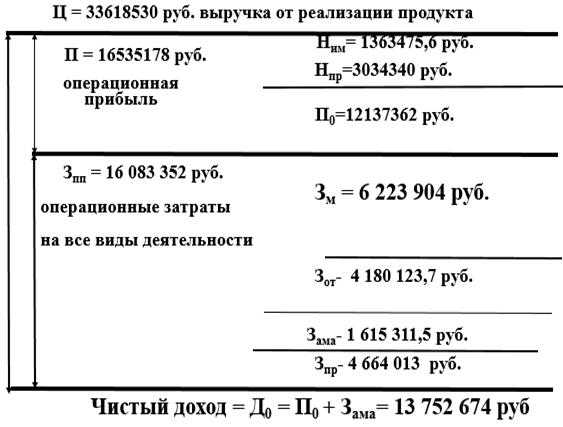 Ц = 33618530 руб. выручка от реализации продукта
П = 16535178 руб.
операционная
прибыль
Ним= 1363475,6 руб.
Нпр=3034340 руб.
П0=12137362 руб.
Зпп = 16 083 352 руб.
операционные затраты
на все виды деятельности
Зм = 6 223 904 руб.
Зот- 4 180 123,7 руб.
Зама- 1 615 311,5 руб.
Зпр- 4 664 013 руб.
Чистый доход = Д0 = П0 + Зама= 13 752 674 руб